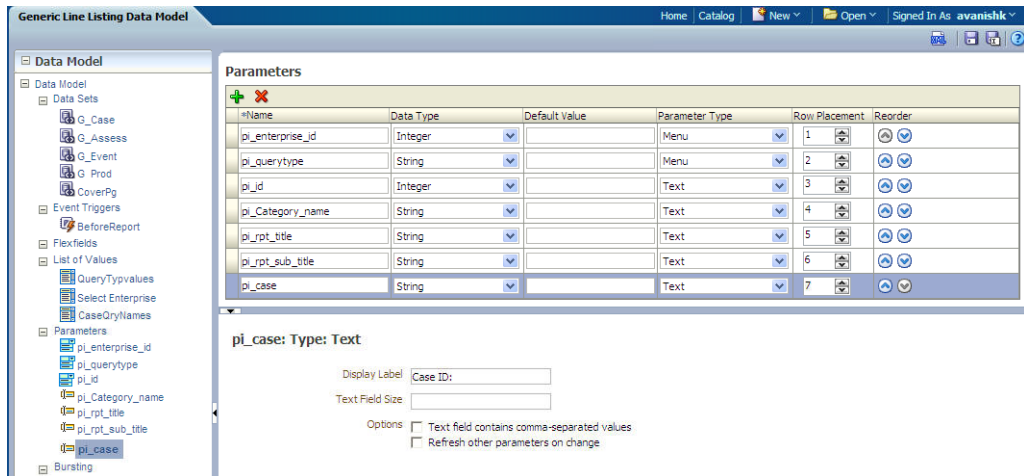 Generic Line Listing Data Model
Home Catalog New Open Signed In As avanishk
Data Model
Data Model
Data Sets
G_Case
G_Assess
G_Event
G_Prod
CoverPg
Event Triggers
BeforeReport
Flexfields
List of Values
QueryTypvalues
Select Enterprise
CaseQryNames
Parameters
pi_enterprise_id
pi_querytype
pi_id
pi_Category_name
pi_rpt_title
pi_rpt_sub_title
pi_case
Bursting
Parameters
*Name Data Type Default Value Parameter Type Row Placement Reorder
pi_enterprise_id Integer Menu 1
pi_querytype String Menu 2
pi_id Integer Text 3
pi_Category_name String Text 4
pi_rpt_title String Text 5
pi_rpt_sub_title String Text 6
pi_case String Text 7
pi_case: Type: Text
Display Label Case ID:
Text Field Size
Options Text field contains comma-separated values
Refresh other parameters on change